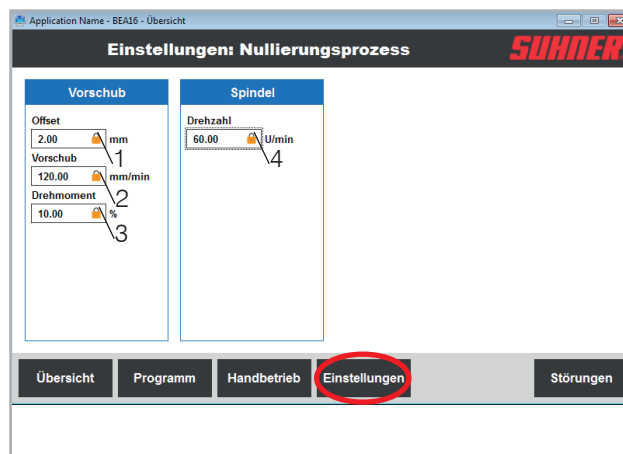 Application Name - BEA16 - Übersicht
Einstellungen: Nullierungsprozess
SUHNER
Vorschub
Offset
2.00 mm
1
Vorschub
120.00 mm/min
2
Drehmoment
10.00 %
3
Spindel
Drehzahl
60.00 U/min
4
Übersicht Programm Handbetrieb Einstellungen Störungen